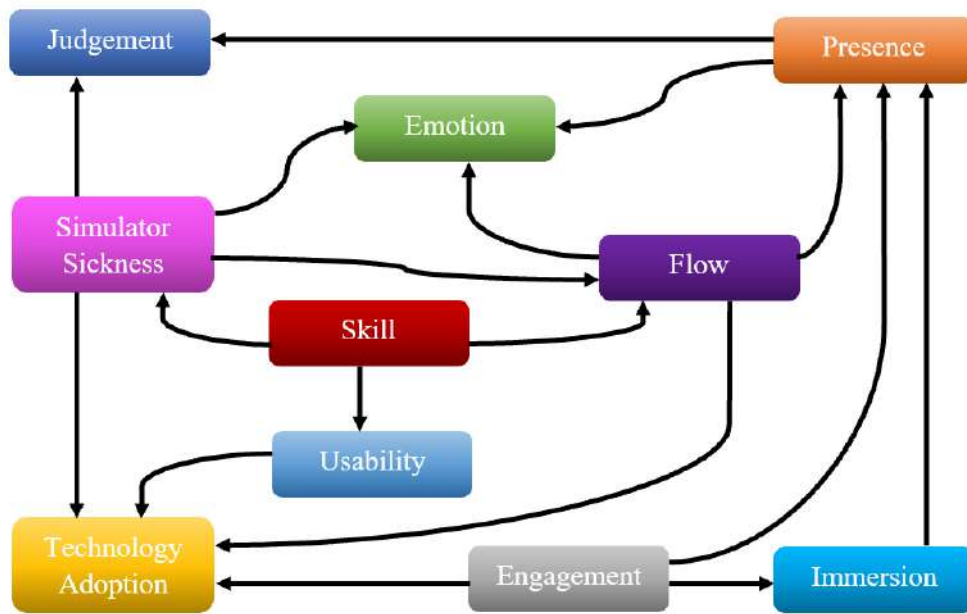 Judgement
Presence
Emotion
Simulator
Sickness
Flow
Skill
Usability
Technology
Adoption
Engagement
Immersion